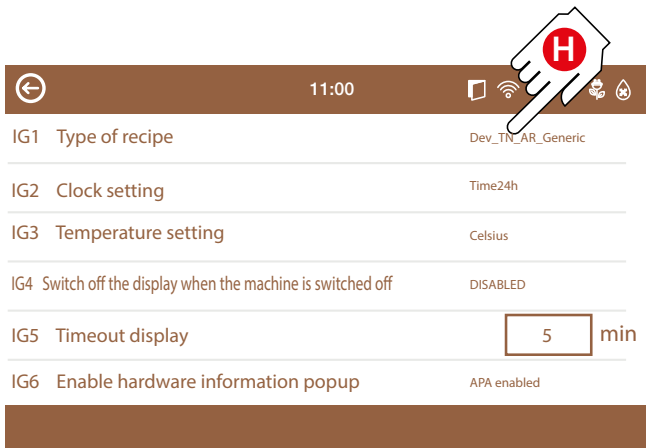 H
11:00
IG1 Type of recipe Dev_TN_AR_Generic
IG2 Clock setting Time24h
IG3 Temperature setting Celsius
IG4 Switch off the display when the machine is switched off DISABLED
IG5 Timeout display 5 min
IG6 Enable hardware information popup APA enabled